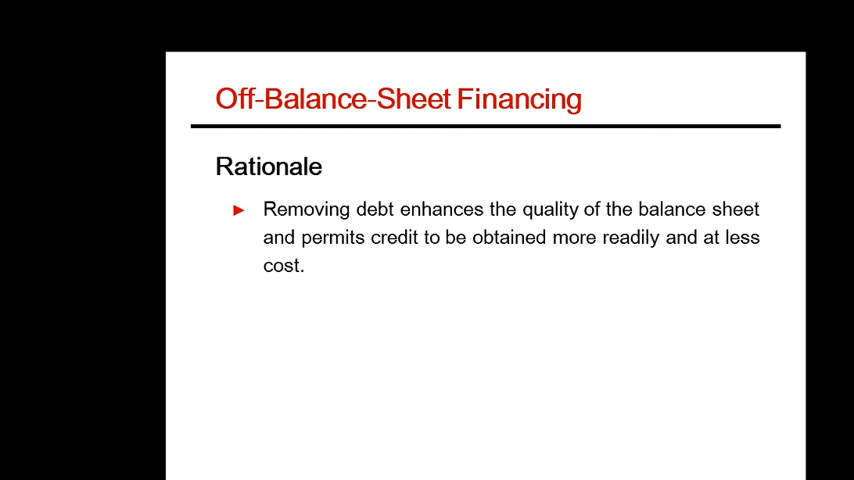 Off-Balance-Sheet Financing
Rationale
► Removing debt enhances the quality of the balance sheet
and permits credit to be obtained more readily and at less
cost.